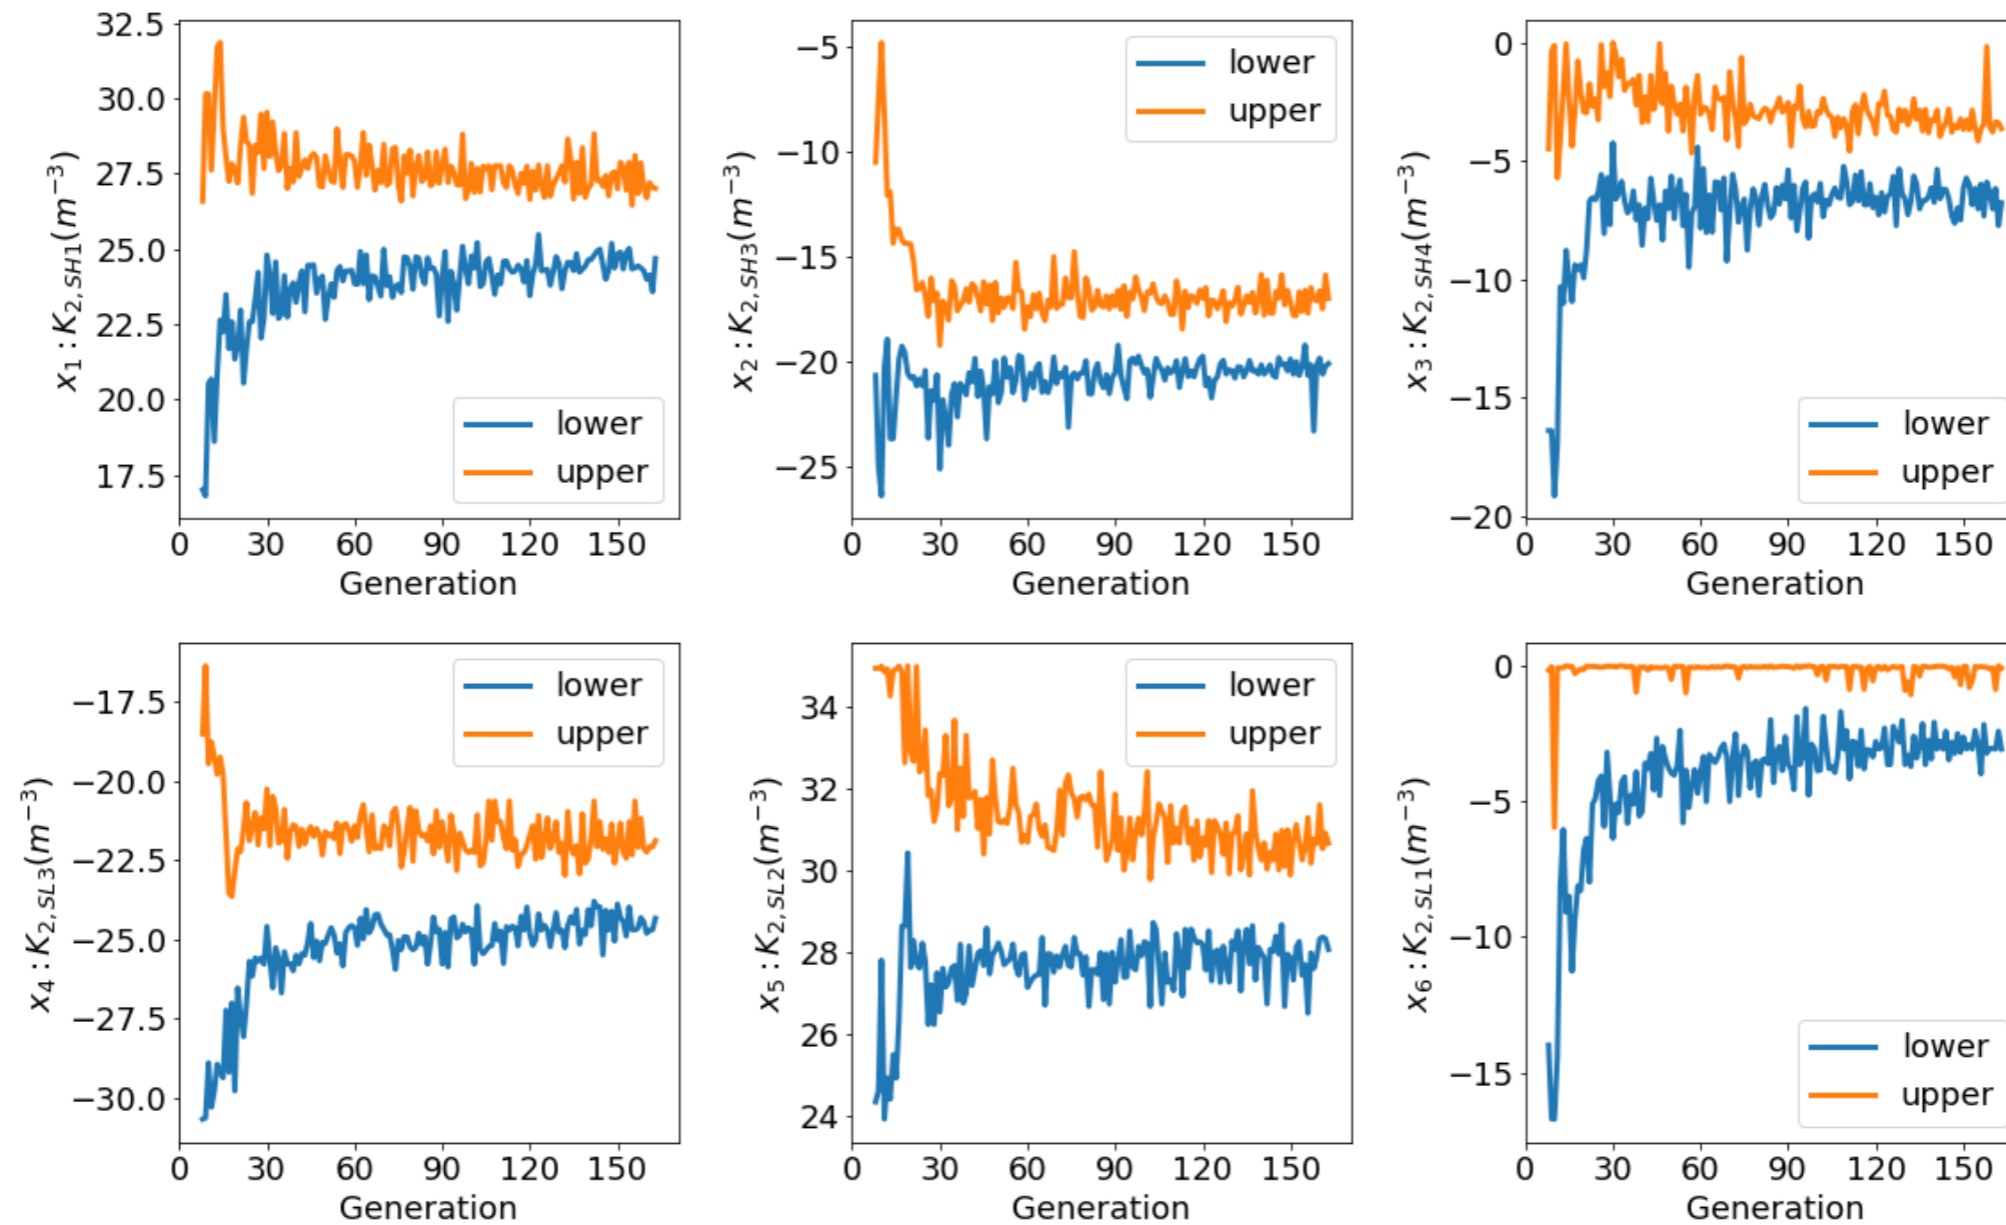 32.5
30.0
27.5
25.0
22.5
20.0
17.5
x₁ : K₂,SH1(m⁻³)
lower
upper
0 30 60 90 120 150
Generation
−5
−10
−15
−20
−25
x₂ : K₂,SH3(m⁻³)
lower
upper
0 30 60 90 120 150
Generation
0
−5
−10
−15
−20
x₃ : K₂,SH4(m⁻³)
lower
upper
0 30 60 90 120 150
Generation
−17.5
−20.0
−22.5
−25.0
−27.5
−30.0
x₄ : K₂,SL3(m⁻³)
lower
upper
0 30 60 90 120 150
Generation
34
32
30
28
26
24
x₅ : K₂,SL2(m⁻³)
lower
upper
0 30 60 90 120 150
Generation
0
−5
−10
−15
x₆ : K₂,SL1(m⁻³)
lower
upper
0 30 60 90 120 150
Generation